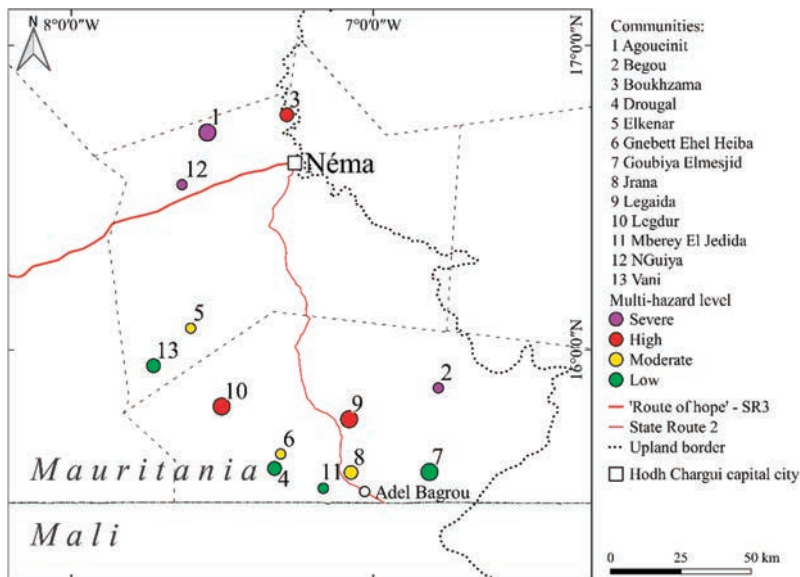 8°0'0"W
7°0'0"W
N
17°0'0"N
3
1
12
Néma
5
13
16°0'0"N
2
10
9
6
8
7
4
11
Adel Bagrou
Mauritania
Mali
Communities:
1 Agoueinit
2 Begou
3 Boukhzama
4 Drougal
5 Elkenar
6 Gnebett Ehel Heiba
7 Goubiya Elmesjid
8 Jrana
9 Legaida
10 Legdur
11 Mberey El Jedida
12 NGuiya
13 Vani
Multi-hazard level
Severe
High
Moderate
Low
'Route of hope' - SR3
State Route 2
Upland border
Hodh Chargui capital city
0 25 50 km